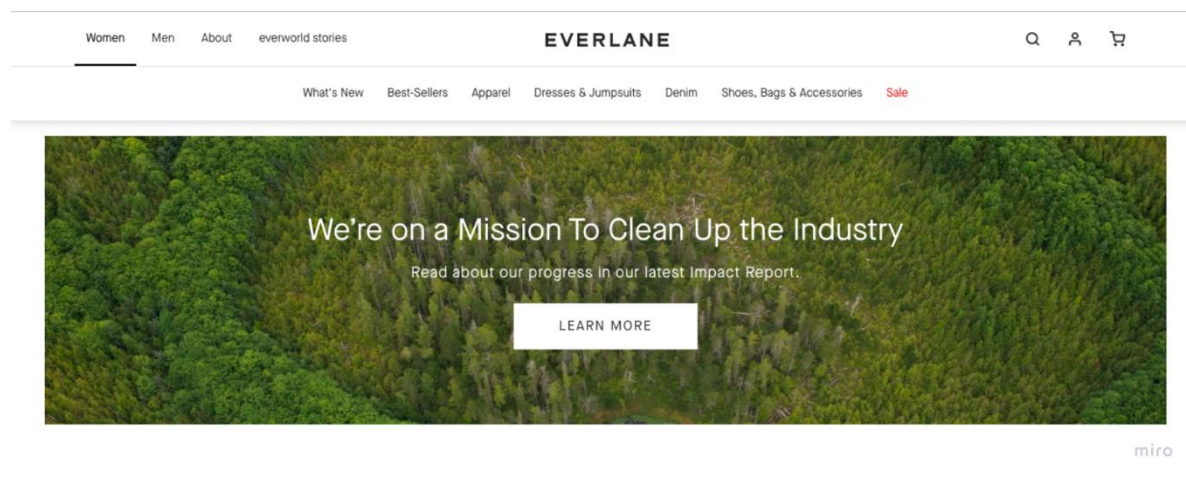 Women Men About everworld stories EVERLANE
What's New Best-Sellers Apparel Dresses & Jumpsuits Denim Shoes, Bags & Accessories Sale
We’re on a Mission To Clean Up the Industry
Read about our progress in our latest Impact Report.
LEARN MORE
miro